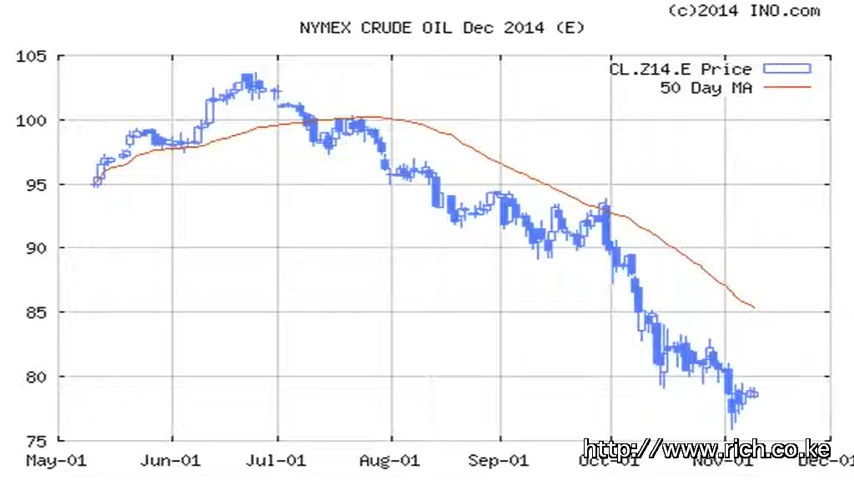 (c)2014 INO.com
NYMEX CRUDE OIL Dec 2014 (E)
CL.Z14.E Price
50 Day MA
105
100
95
90
85
80
75
May-01 Jun-01 Jul-01 Aug-01 Sep-01 Oct-01 Nov-01 Dec-01
http://www.rich.co.ke